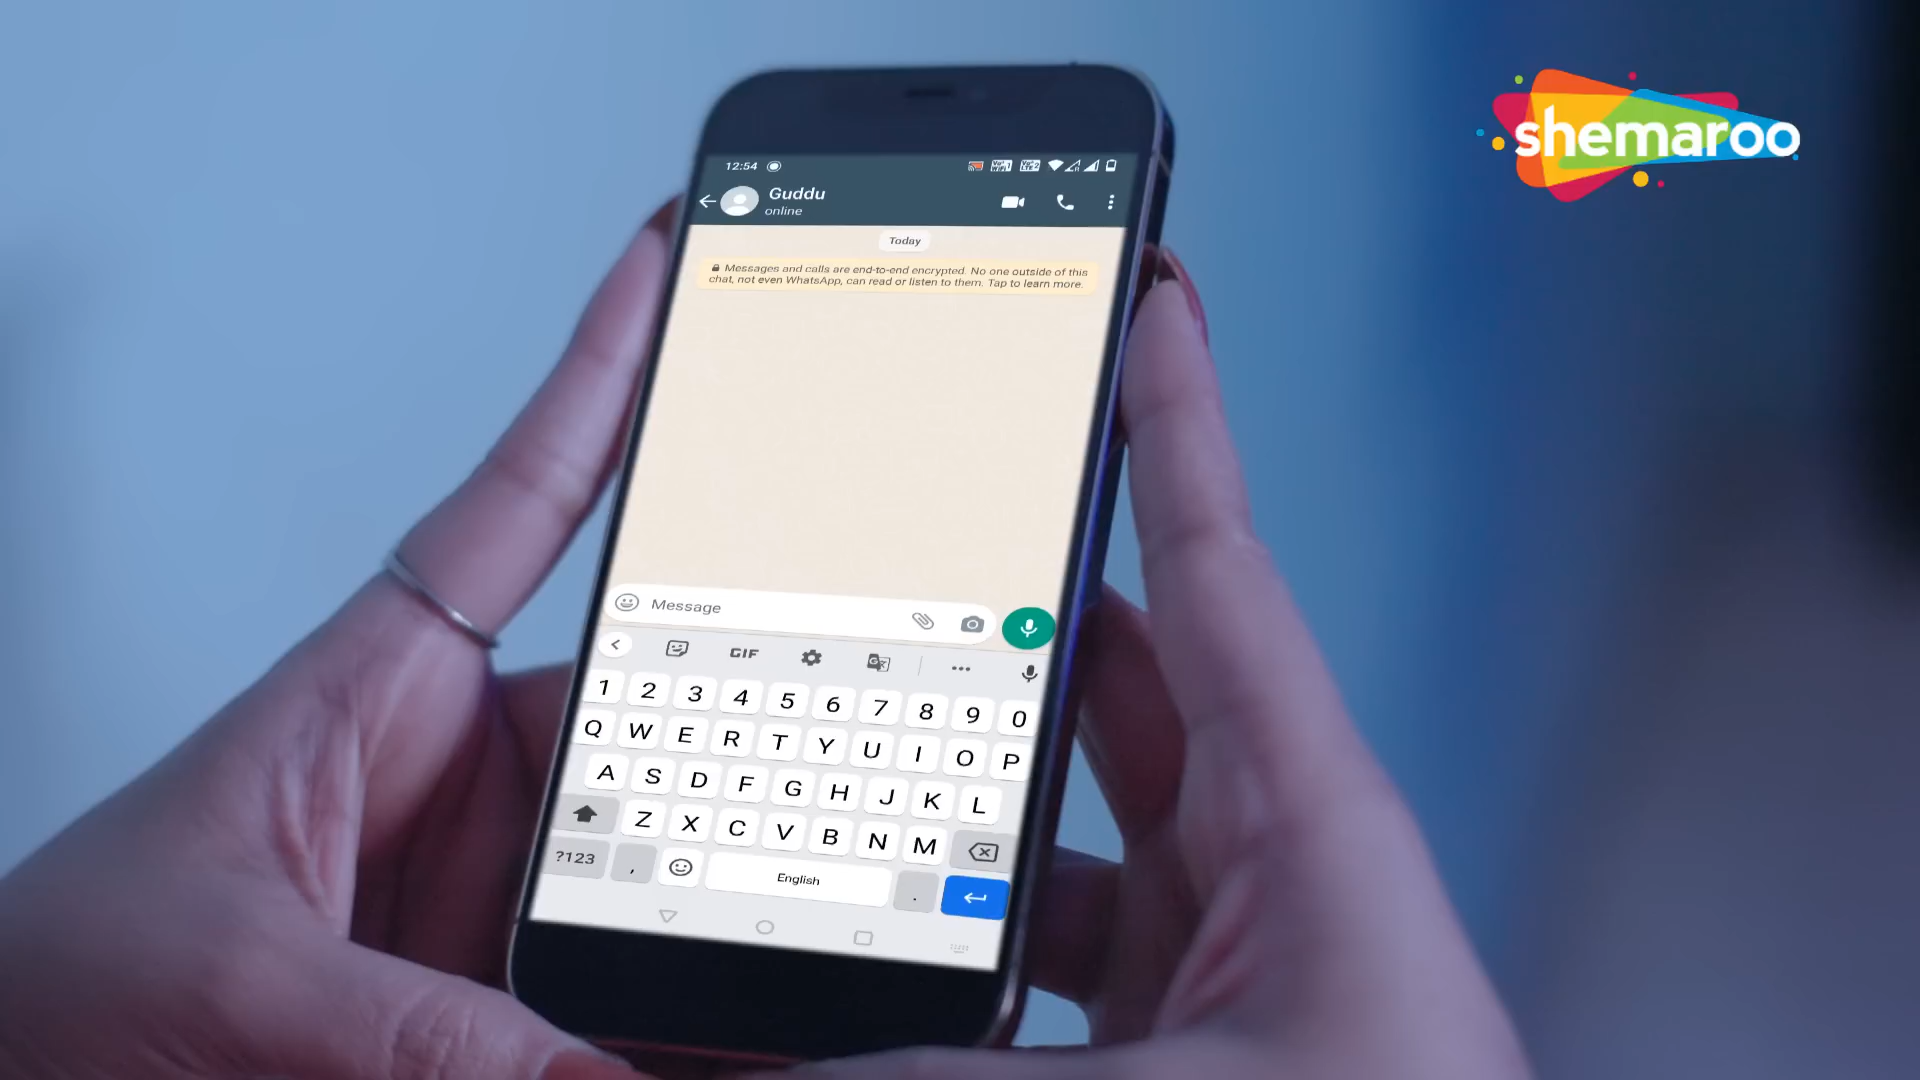 shemaroo
12:54
Guddu
online
Today
Messages and calls are end-to-end encrypted. No one outside of this
chat, not even WhatsApp, can read or listen to them. Tap to learn more.
Message
GIF
1 2 3 4 5 6 7 8 9 0
Q W E R T Y U I O P
A S D F G H J K L
Z X C V B N M
?123 , English .